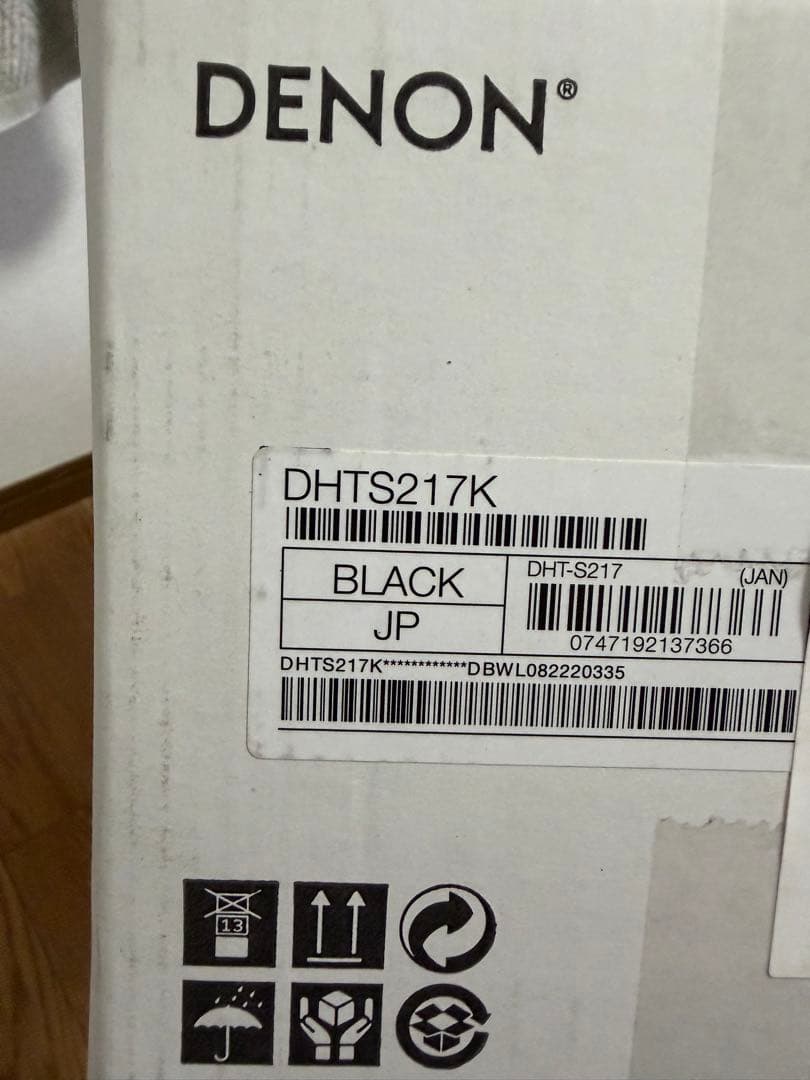 DENON®
DHTS217K
BLACK
JP
DHT-S217 (JAN)
0747192137366
DHTS217K************DBWL082220335
13